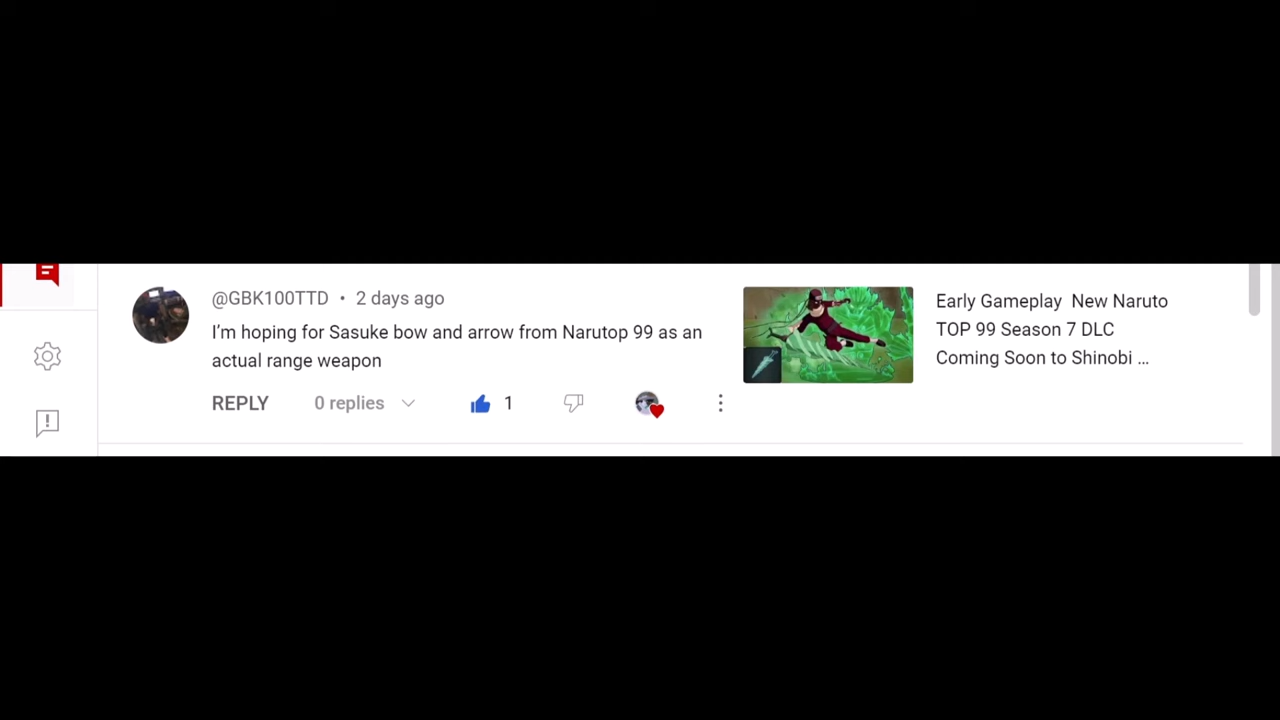 @GBK100TTD • 2 days ago
I'm hoping for Sasuke bow and arrow from Narutop 99 as an
actual range weapon
REPLY 0 replies 1
Early Gameplay New Naruto
TOP 99 Season 7 DLC
Coming Soon to Shinobi ...